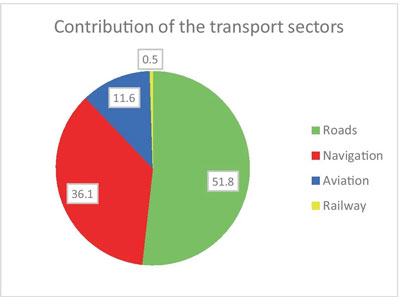 Contribution of the transport sectors
0.5
11.6
36.1
51.8
Roads
Navigation
Aviation
Railway